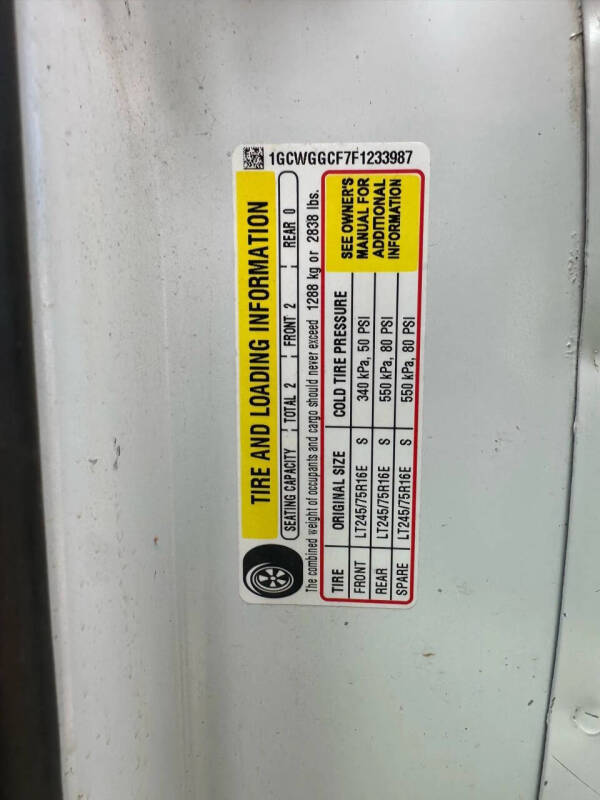 1GCWGGCF7F1233987
TIRE AND LOADING INFORMATION
SEATING CAPACITY TOTAL 2 FRONT 2 REAR 0
The combined weight of occupants and cargo should never exceed 1288 kg or 2838 lbs.
TIRE ORIGINAL SIZE COLD TIRE PRESSURE
FRONT LT245/75R16E S 340 kPa, 50 PSI
REAR LT245/75R16E S 550 kPa, 80 PSI
SPARE LT245/75R16E S 550 kPa, 80 PSI
SEE OWNER'S
MANUAL FOR
ADDITIONAL
INFORMATION